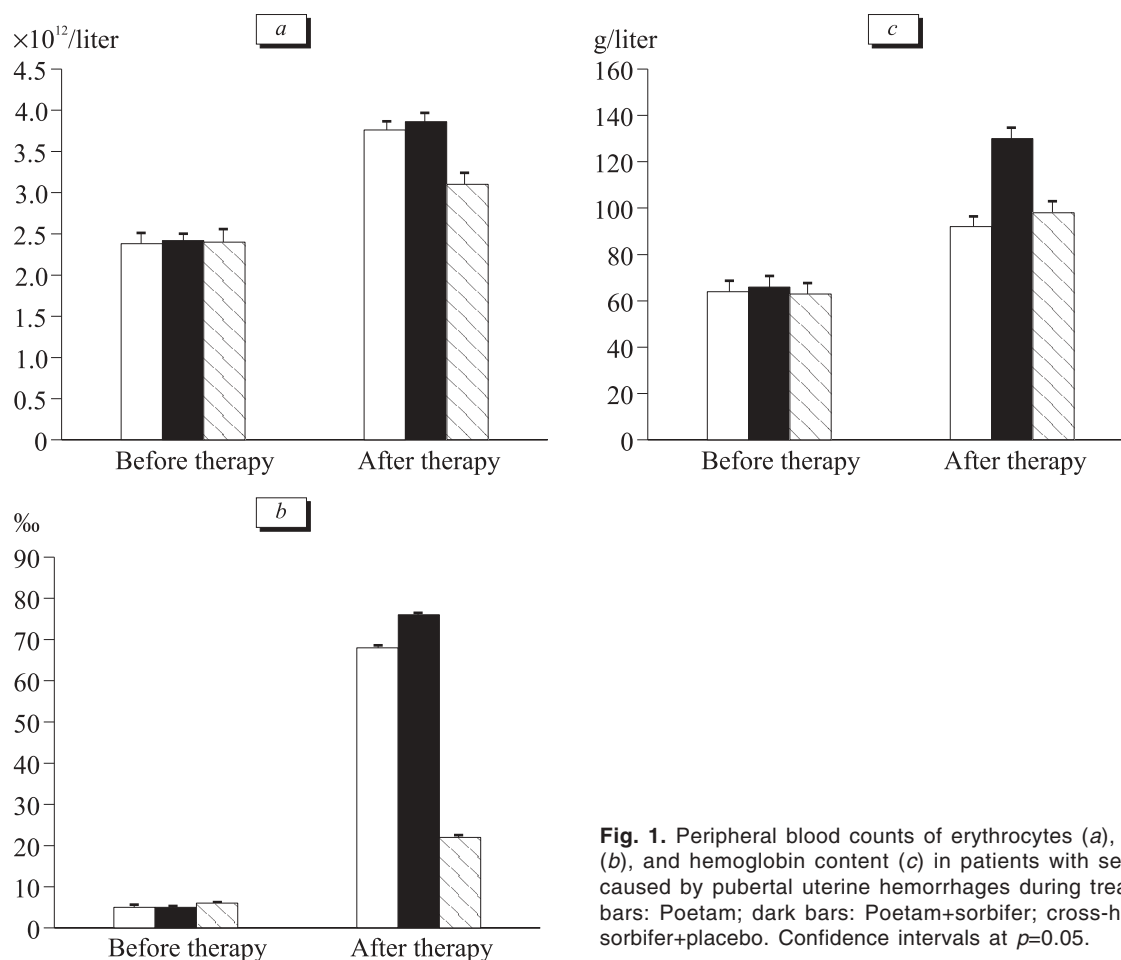 a
×10¹²/liter
4.5
4.0
3.5
3.0
2.5
2.0
1.5
1.0
0.5
0
Before therapy After therapy
c
g/liter
160
140
120
100
80
60
40
20
0
Before therapy After therapy
b
‰
90
80
70
60
50
40
30
20
10
0
Before therapy After therapy
Fig. 1. Peripheral blood counts of erythrocytes (a),
(b), and hemoglobin content (c) in patients with
caused by pubertal uterine hemorrhages during
bars: Poetam; dark bars: Poetam+sorbifer;
sorbifer+placebo. Confidence intervals at p=0.05.